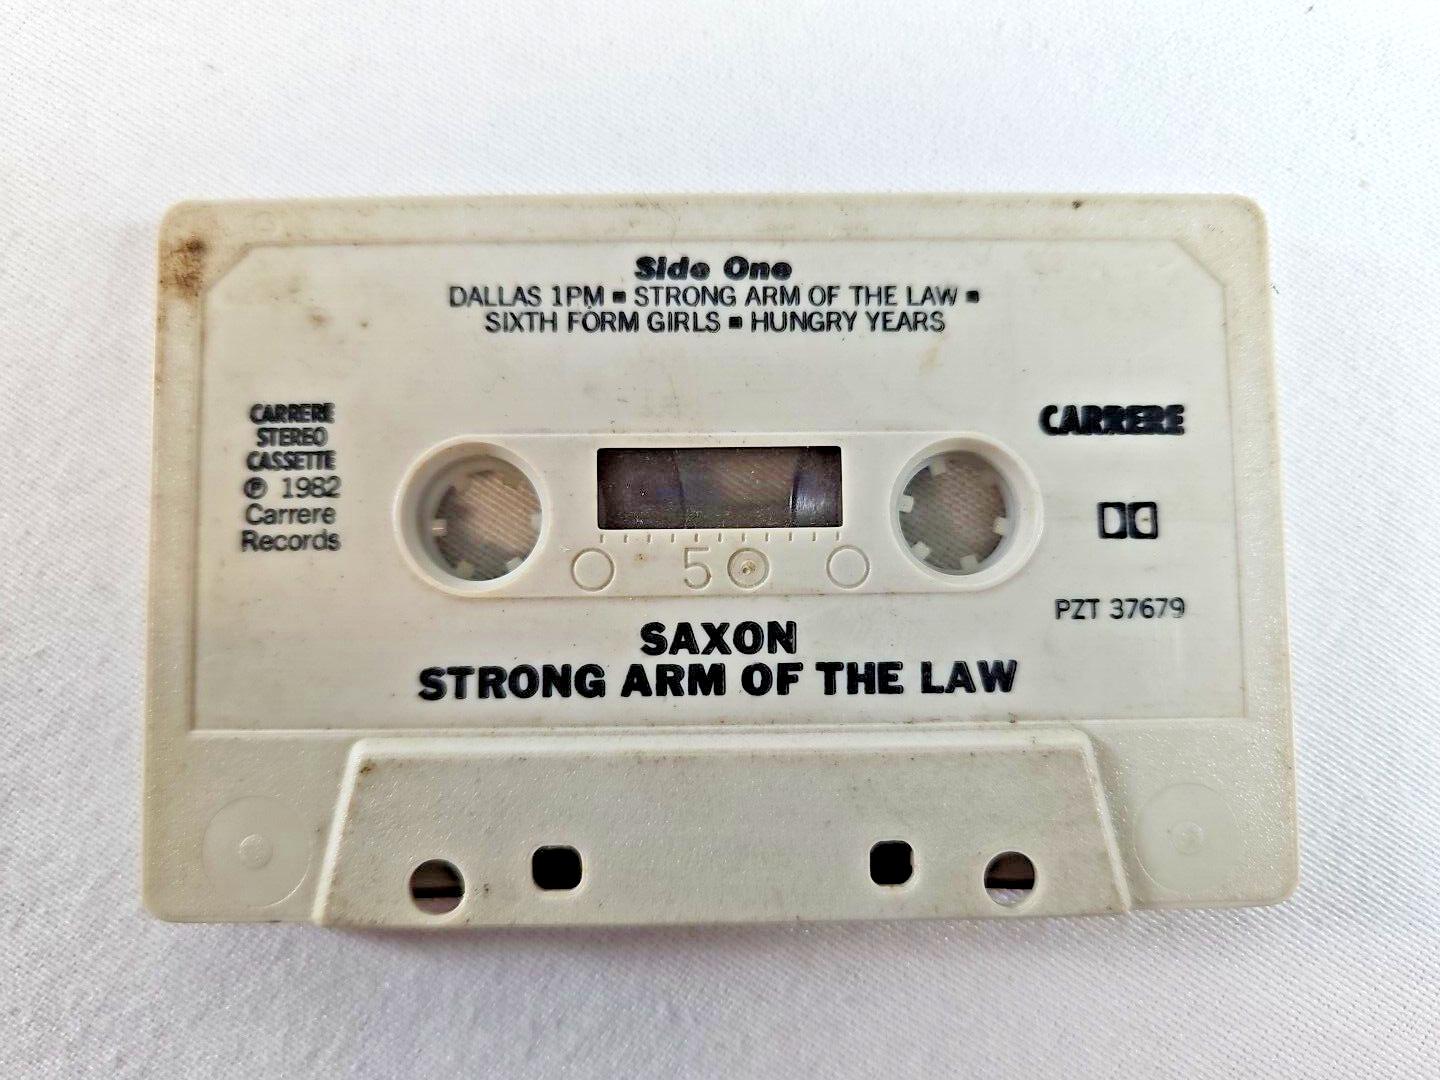 Side One
DALLAS 1PM ▪ STRONG ARM OF THE LAW ▪
SIXTH FORM GIRLS ▪ HUNGRY YEARS
CARRERE
STEREO
CASSETTE
℗ 1982
Carrere
Records
CARRERE
PZT 37679
50
SAXON
STRONG ARM OF THE LAW